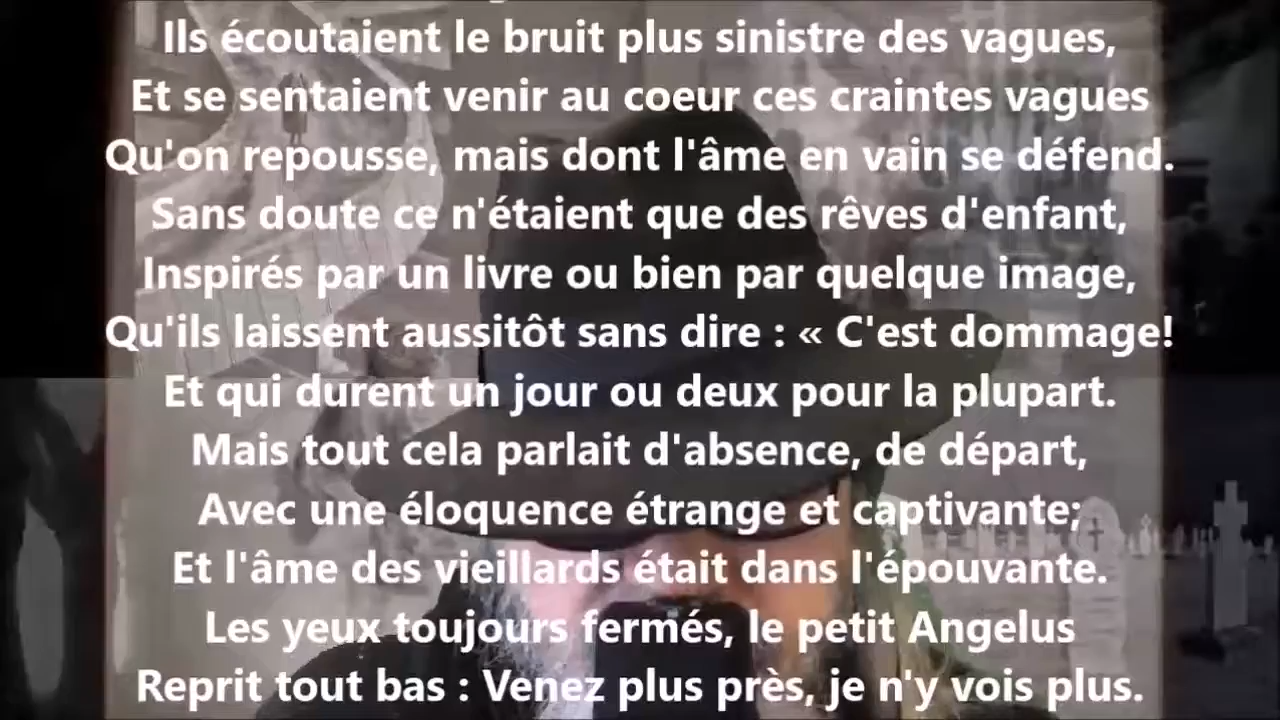 Ils écoutaient le bruit plus sinistre des vagues,
Et se sentaient venir au coeur ces craintes vagues
Qu'on repousse, mais dont l'âme en vain se défend.
Sans doute ce n'étaient que des rêves d'enfant,
Inspirés par un livre ou bien par quelque image,
Qu'ils laissent aussitôt sans dire : « C'est dommage!
Et qui durent un jour ou deux pour la plupart.
Mais tout cela parlait d'absence, de départ,
Avec une éloquence étrange et captivante;
Et l'âme des vieillards était dans l'épouvante.
Les yeux toujours fermés, le petit Angelus
Reprit tout bas : Venez plus près, je n'y vois plus.